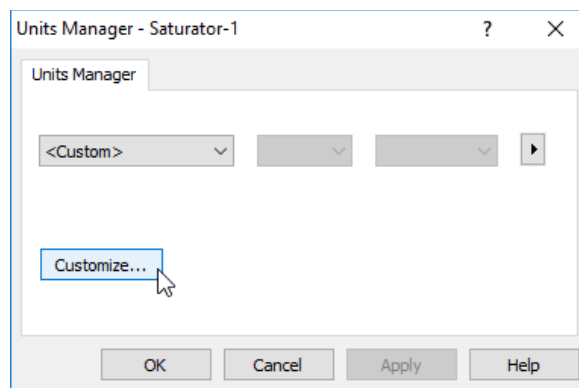 Units Manager - Saturator-1
?
Units Manager
<Custom>
Customize...
OK Cancel Apply Help